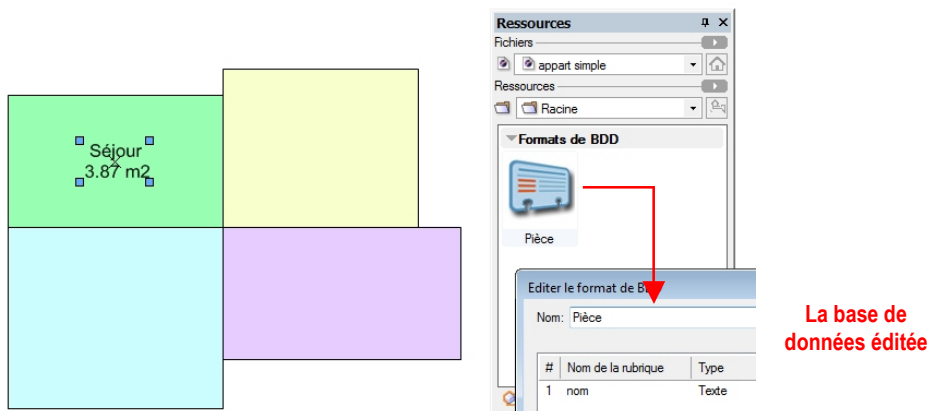 Séjour
3.87 m2
Ressources
Fichiers
appart simple
Ressources
Racine
Formats de BDD
Pièce
Editer le format de BDD
Nom: Pièce
# Nom de la rubrique Type
1 nom Texte
La base de
données éditée